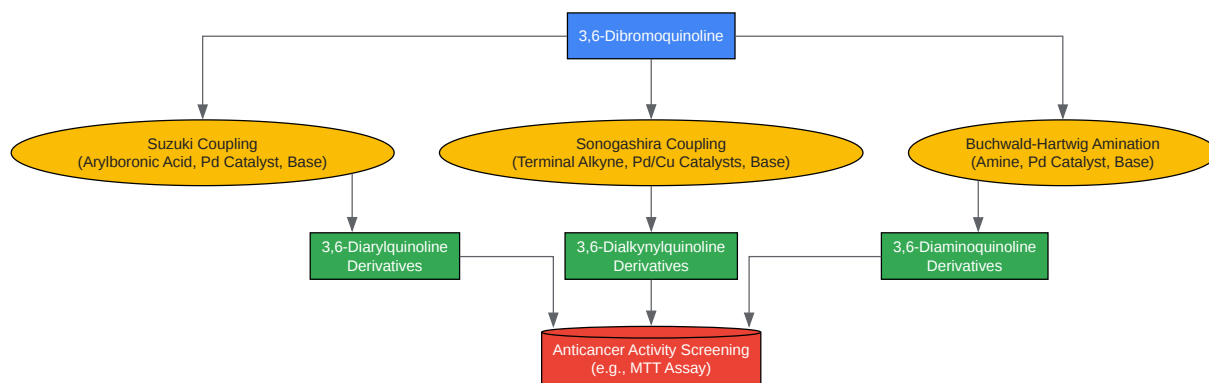 3,6-Dibromoquinoline
Suzuki Coupling
(Arylboronic Acid, Pd Catalyst, Base)
Sonogashira Coupling
(Terminal Alkyne, Pd/Cu Catalysts, Base)
Buchwald-Hartwig Amination
(Amine, Pd Catalyst, Base)
3,6-Diarylquinoline
Derivatives
3,6-Dialkynylquinoline
Derivatives
3,6-Diaminoquinoline
Derivatives
Anticancer Activity Screening
(e.g., MTT Assay)